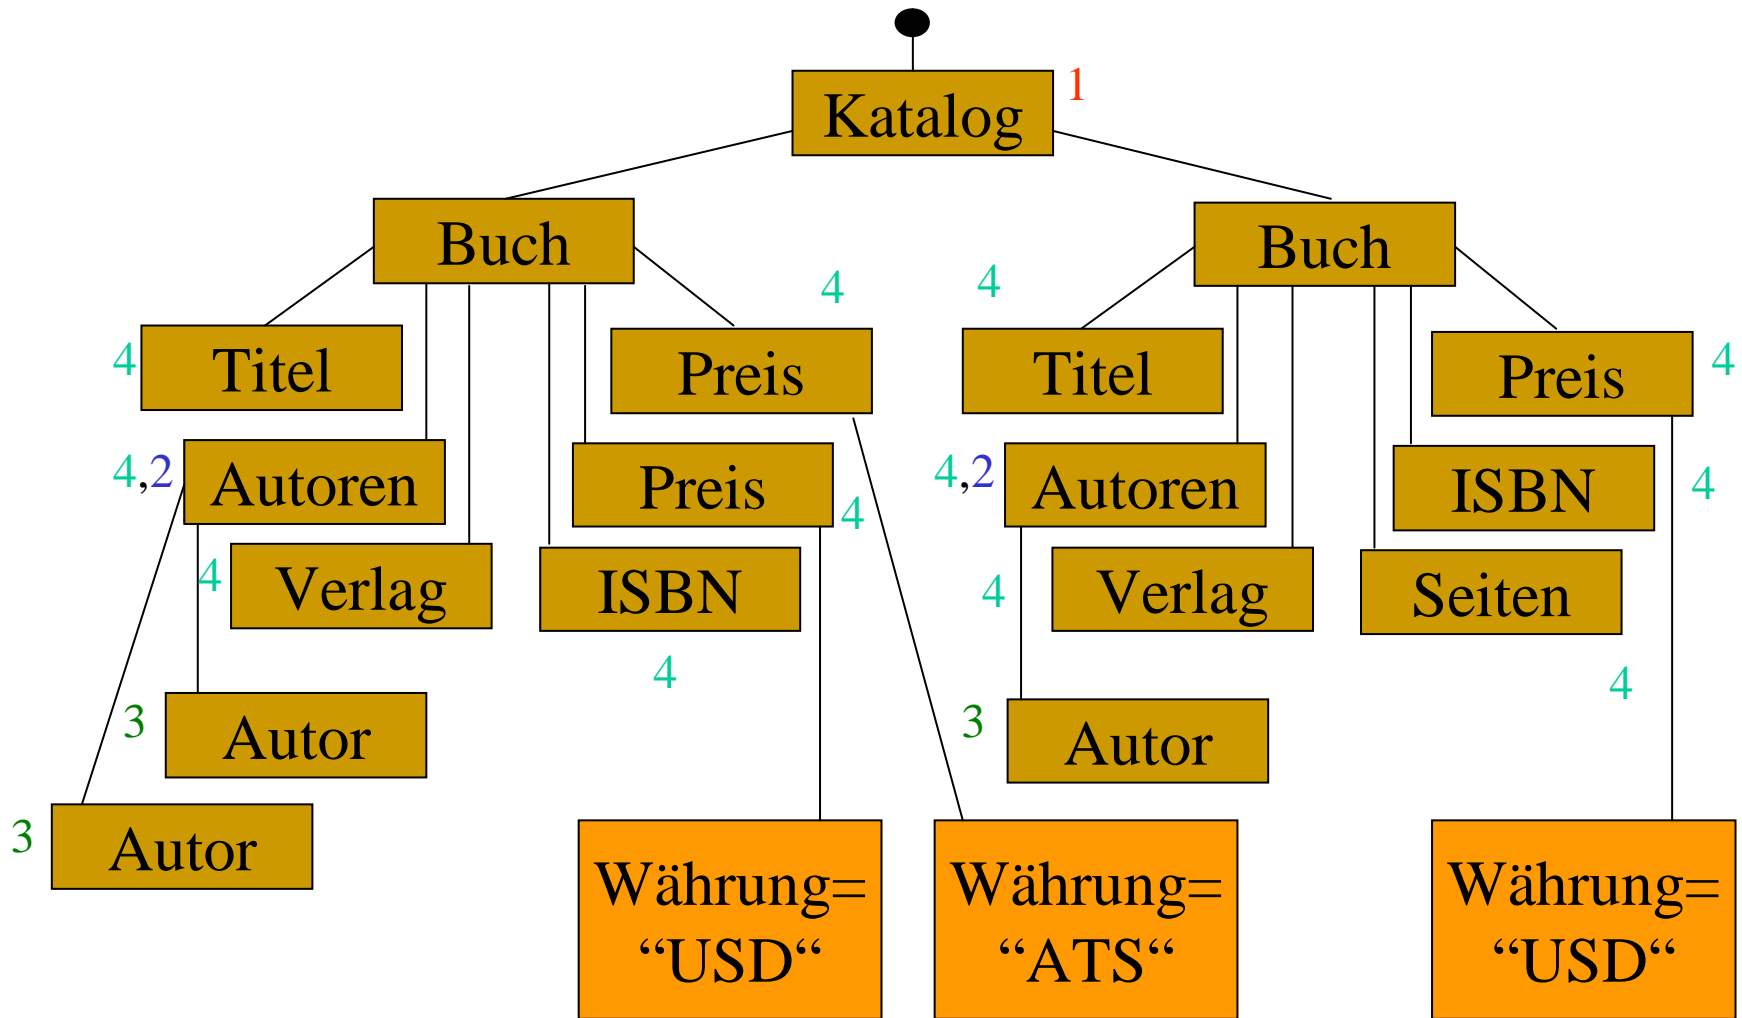 Katalog 1
Buch
Buch
4
4
4 Titel
Preis
Titel
Preis 4
4,2 Autoren
Preis
4
4,2 Autoren
ISBN 4
4 Verlag
ISBN
4
4 Verlag
Seiten
4
3 Autor
3 Autor
4
3 Autor
Währung=
“USD“
Währung=
“ATS“
Währung=
“USD“